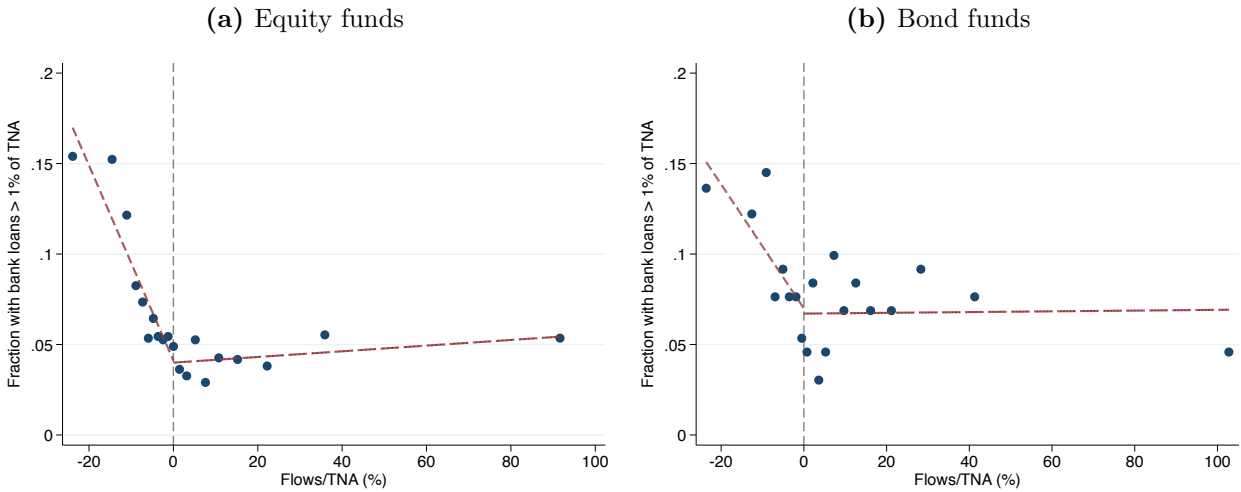 (a) Equity funds
Fraction with bank loans > 1% of TNA
.2
.15
.1
.05
0
-20 0 20 40 60 80 100
Flows/TNA (%)
(b) Bond funds
Fraction with bank loans > 1% of TNA
.2
.15
.1
.05
0
-20 0 20 40 60 80 100
Flows/TNA (%)